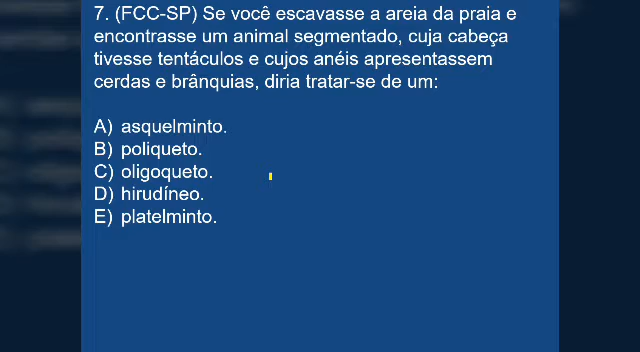 7. (FCC-SP) Se você escavasse a areia da praia e
encontrasse um animal segmentado, cuja cabeça
tivesse tentáculos e cujos anéis apresentassem
cerdas e brânquias, diria tratar-se de um:
A) asquelminto.
B) poliqueto.
C) oligoqueto.
D) hirudíneo.
E) platelminto.